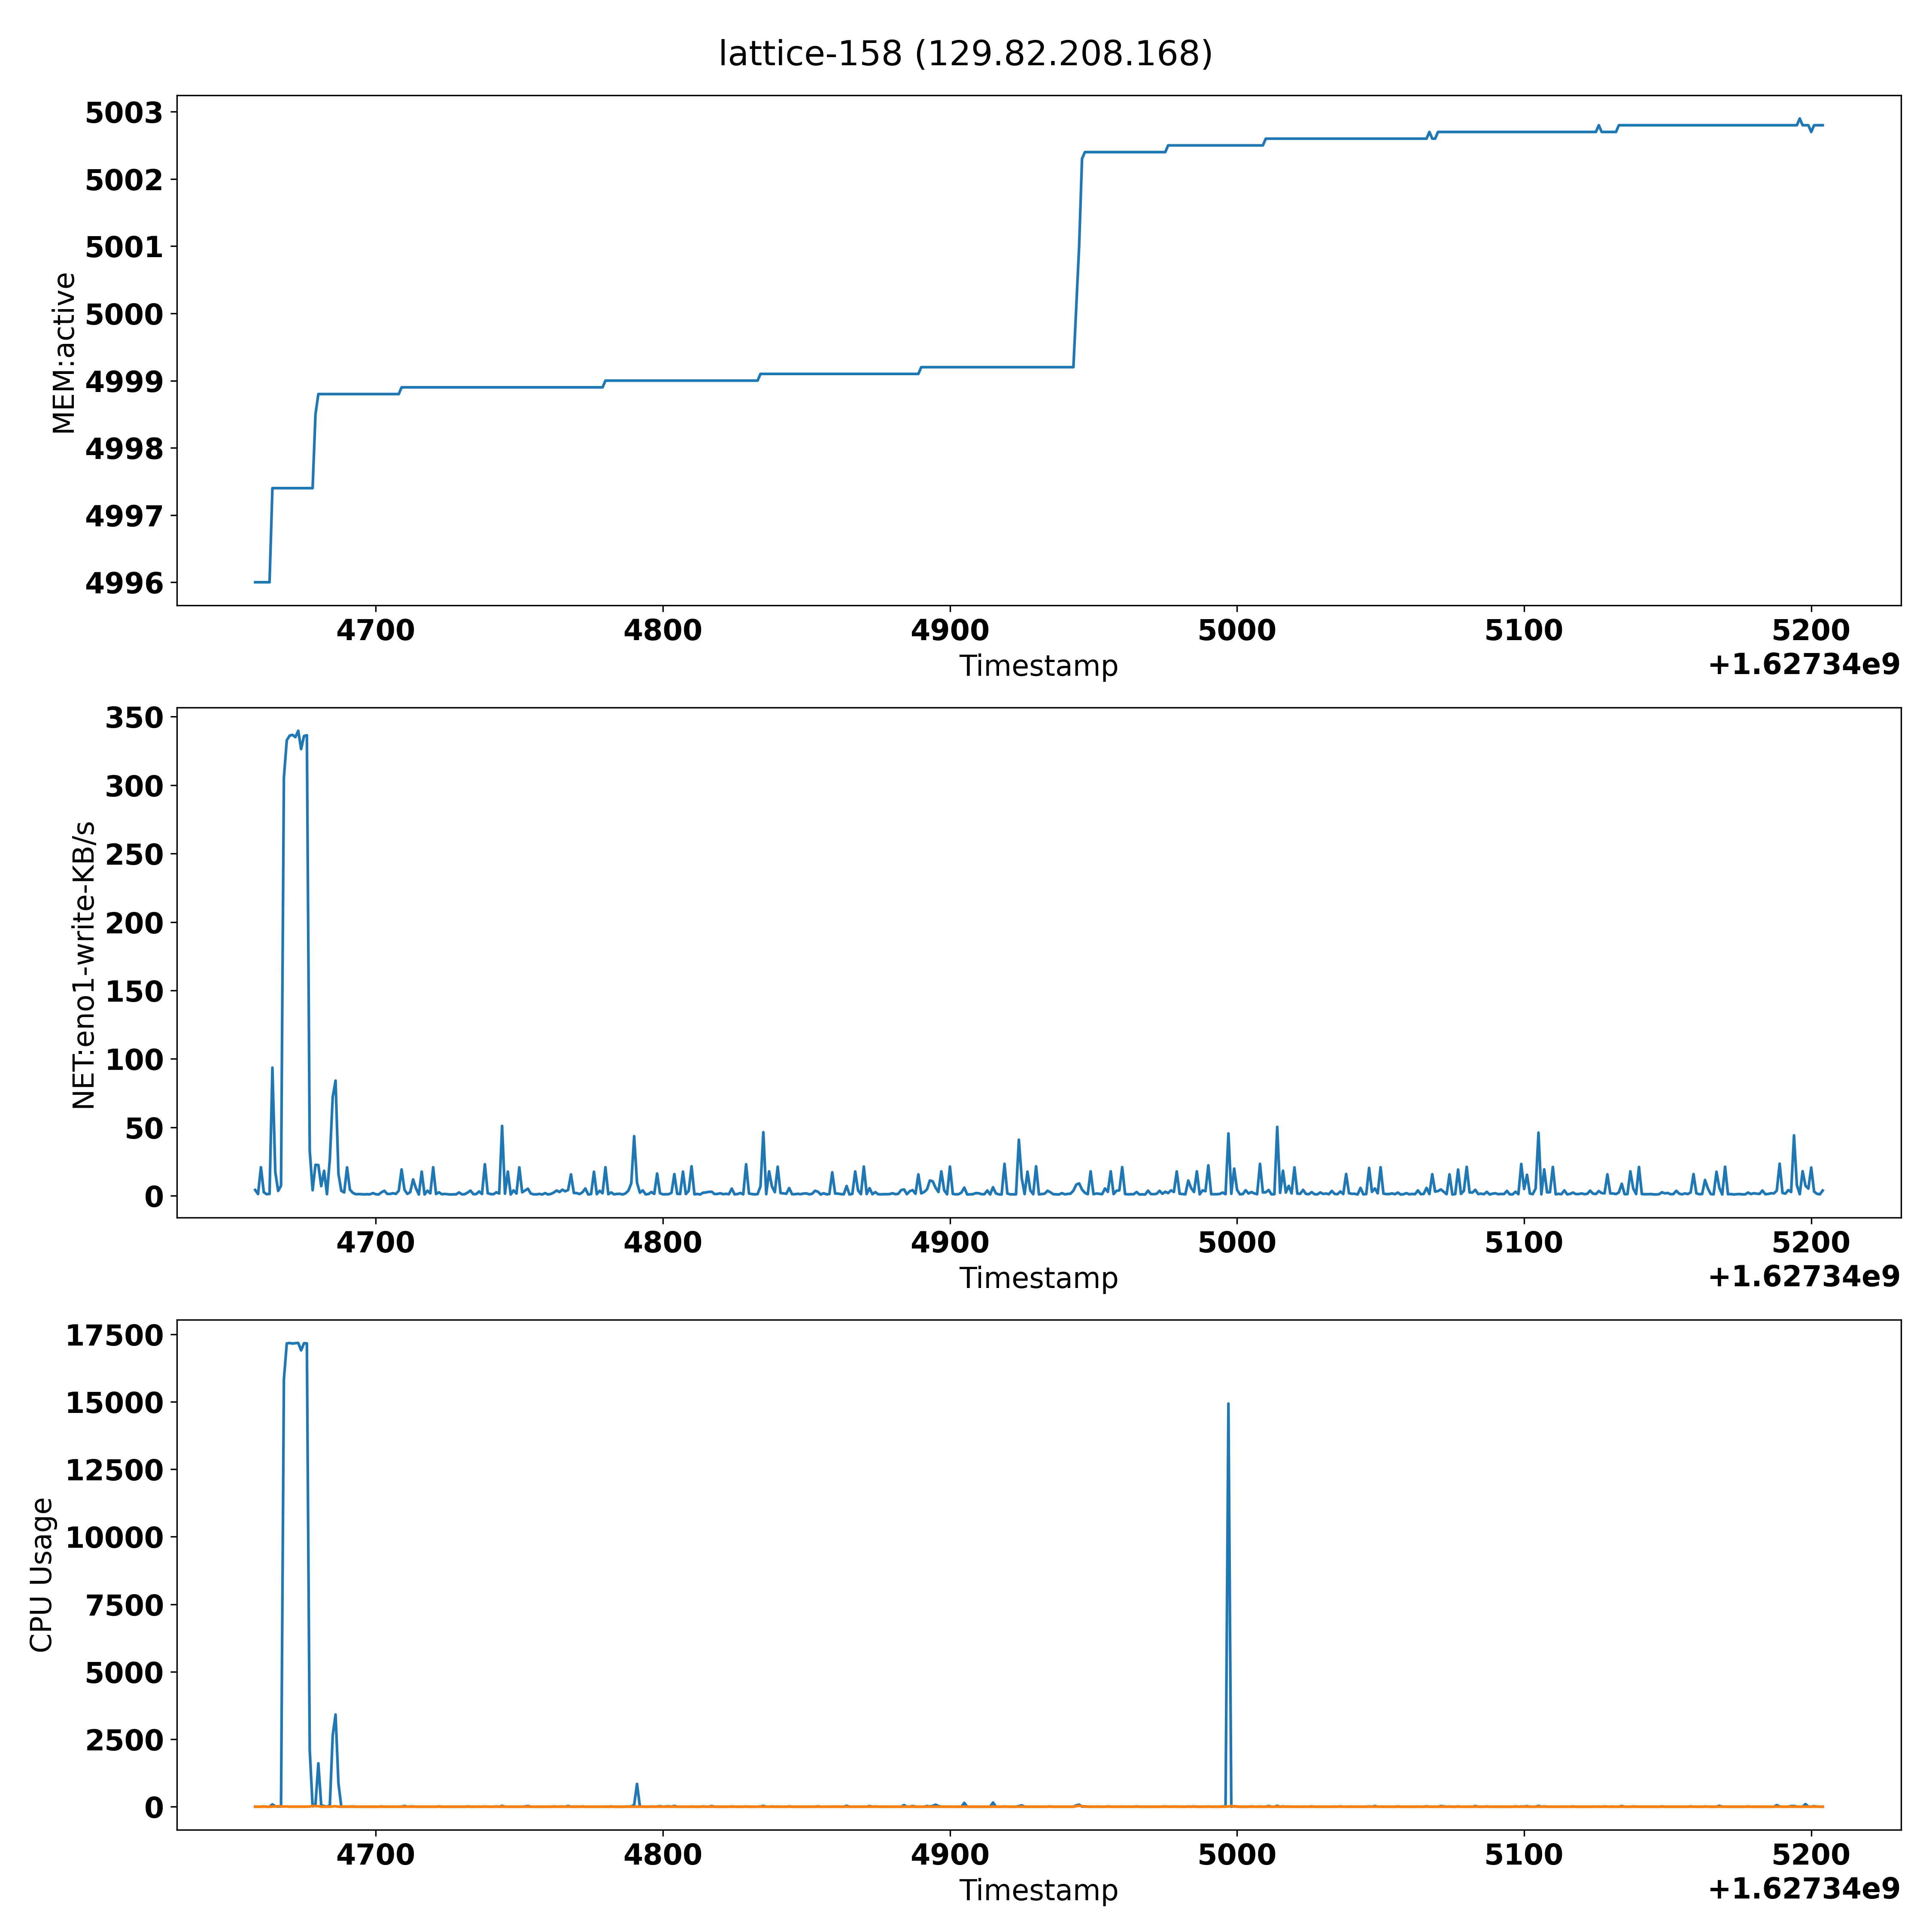 lattice-158 (129.82.208.168)
5003
5002
5001
5000
4999
4998
4997
4996
MEM:active
4700 4800 4900 5000 5100 5200
Timestamp
+1.62734e9
350
300
250
200
150
100
50
0
NET:eno1-write-KB/s
4700 4800 4900 5000 5100 5200
Timestamp
+1.62734e9
17500
15000
12500
10000
7500
5000
2500
0
CPU Usage
4700 4800 4900 5000 5100 5200
Timestamp
+1.62734e9